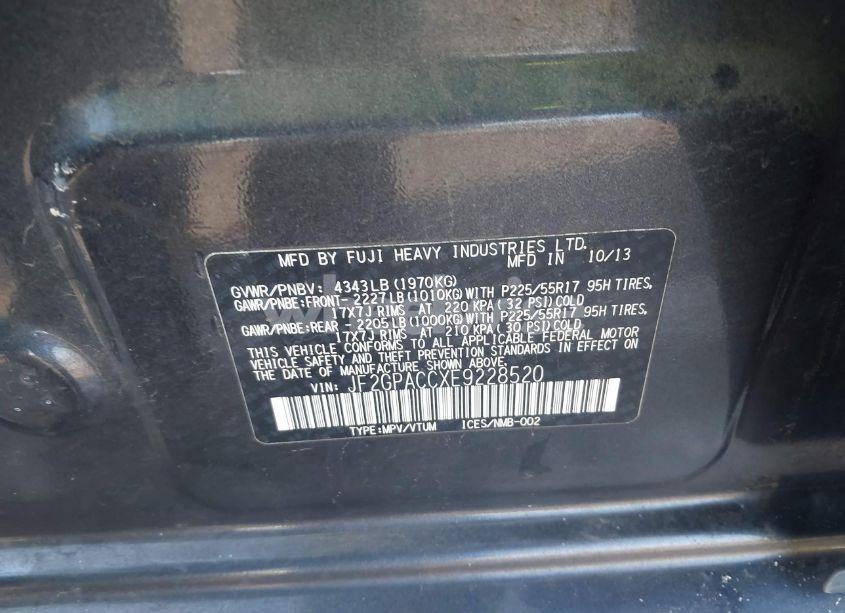 MFD BY FUJI HEAVY INDUSTRIES LTD.
MFD IN 10/13
GVWR/PNBV: 4343LB(1970KG)
GAWR/PNBE:FRONT- 2227LB(1010KG)WITH P225/55R17 95H TIRES,
17X7J RIMS AT 220 KPA(32 PSI)COLD
GAWR/PNBE:REAR - 2205LB(1000KG)WITH P225/55R17 95H TIRES,
17X7J RIMS AT 210 KPA(30 PSI)COLD
THIS VEHICLE CONFORMS TO ALL APPLICABLE FEDERAL MOTOR
VEHICLE SAFETY AND THEFT PREVENTION STANDARDS IN EFFECT ON
THE DATE OF MANUFACTURE SHOWN ABOVE.
VIN: JF2GPACCXE9228520
TYPE:MPV/VTUM ICES/NMB-002